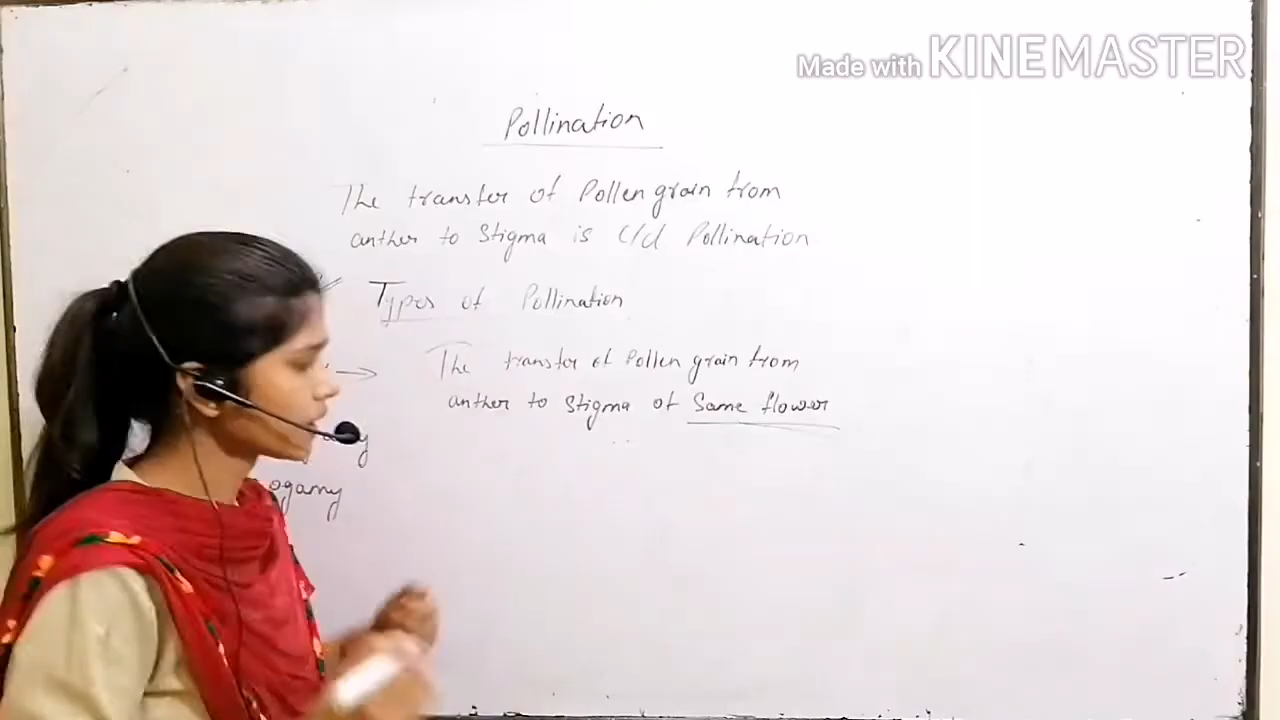 Made with KINEMASTER
Pollination
The transfer of Pollen grain from
anther to Stigma is C/d Pollination
Types of Pollination
The transfer of Pollen grain from
anther to Stigma of Same flower